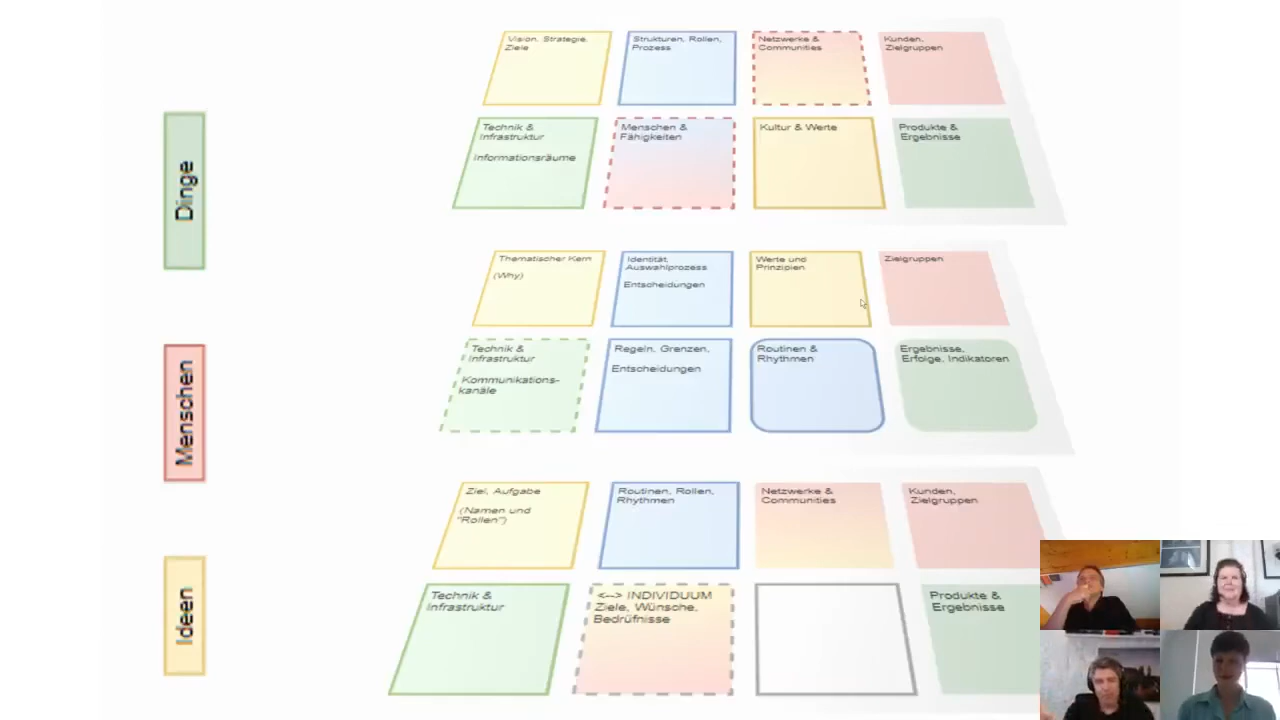 Dinge
Menschen
Ideen
Vision, Strategie,
Ziele
Strukturen, Rollen,
Prozess
Netzwerke &
Communities
Kunden,
Zielgruppen
Technik &
Infrastruktur
Informationsräume
Menschen &
Fähigkeiten
Kultur & Werte
Produkte &
Ergebnisse
Thematischer Kern
(Why)
Identität,
Auswahlprozess
Entscheidungen
Werte und
Prinzipien
Zielgruppen
Technik &
Infrastruktur
Kommunikations-
kanäle
Regeln, Grenzen,
Entscheidungen
Routinen &
Rhythmen
Ergebnisse,
Erfolge, Indikatoren
Ziel, Aufgabe
(Namen und
"Rollen")
Routinen, Rollen,
Rhythmen
Netzwerke &
Communities
Kunden,
Zielgruppen
Technik &
Infrastruktur
<--> INDIVIDUUM
Ziele, Wünsche,
Bedrüfnisse
Produkte &
Ergebnisse